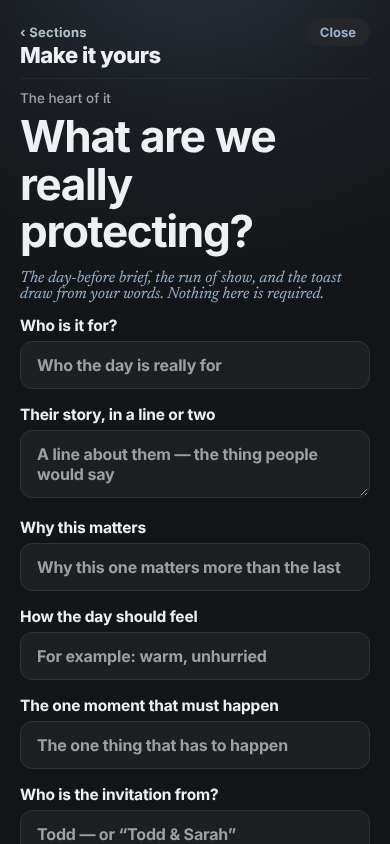 ‹ Sections
Close
Make it yours
The heart of it
What are we
really
protecting?
The day-before brief, the run of show, and the toast
draw from your words. Nothing here is required.
Who is it for?
Who the day is really for
Their story, in a line or two
A line about them — the thing people
would say
Why this matters
Why this one matters more than the last
How the day should feel
For example: warm, unhurried
The one moment that must happen
The one thing that has to happen
Who is the invitation from?
Todd — or “Todd & Sarah”